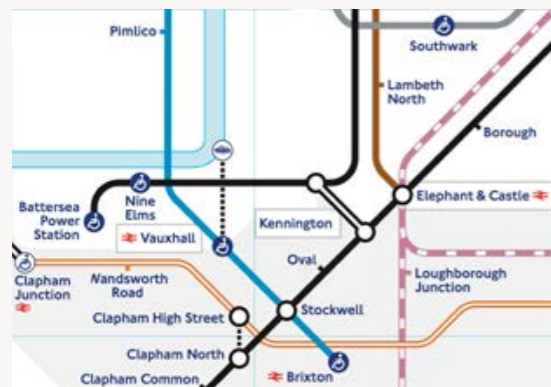 Pimlico
Southwark
Lambeth
North
Borough
Battersea
Power
Station
Nine
Elms
Vauxhall
Kennington
Elephant & Castle
Clapham
Junction
Wandsworth
Road
Oval
Loughborough
Junction
Clapham High Street
Stockwell
Clapham North
Clapham Common
Brixton